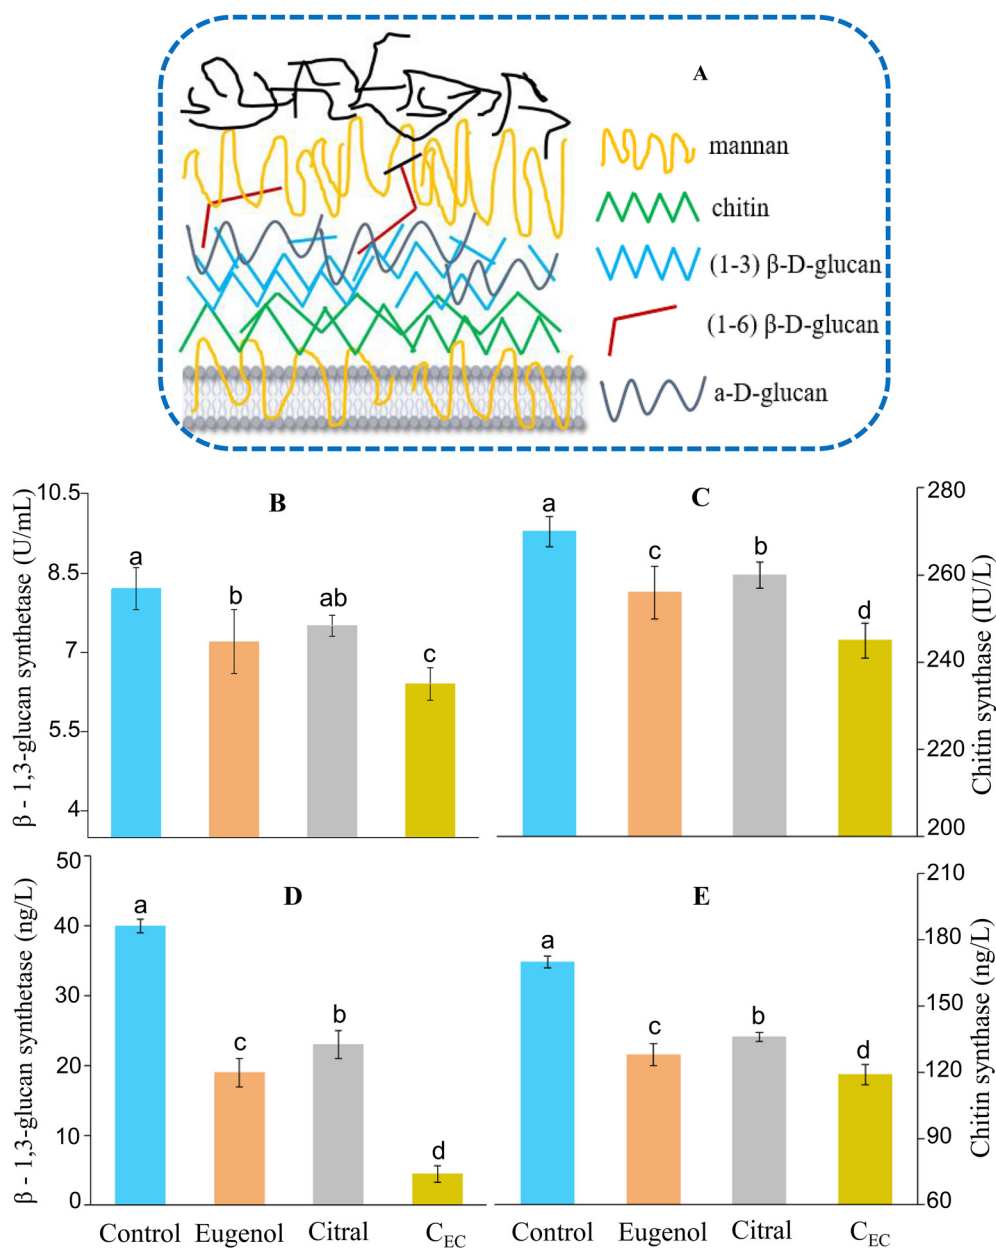 A
mannan
chitin
(1-3) β-D-glucan
(1-6) β-D-glucan
a-D-glucan
B
β - 1,3-glucan synthetase (U/mL)
10.5
8.5
7
5.5
4
a
b
ab
c
C
Chitin synthase (IU/L)
280
260
240
220
200
a
c
b
d
D
β - 1,3-glucan synthetase (ng/L)
50
40
30
20
10
0
a
c
b
d
Control
Eugenol
Citral
CEC
E
Chitin synthase (ng/L)
210
180
150
120
90
60
a
c
b
d
Control
Eugenol
Citral
CEC